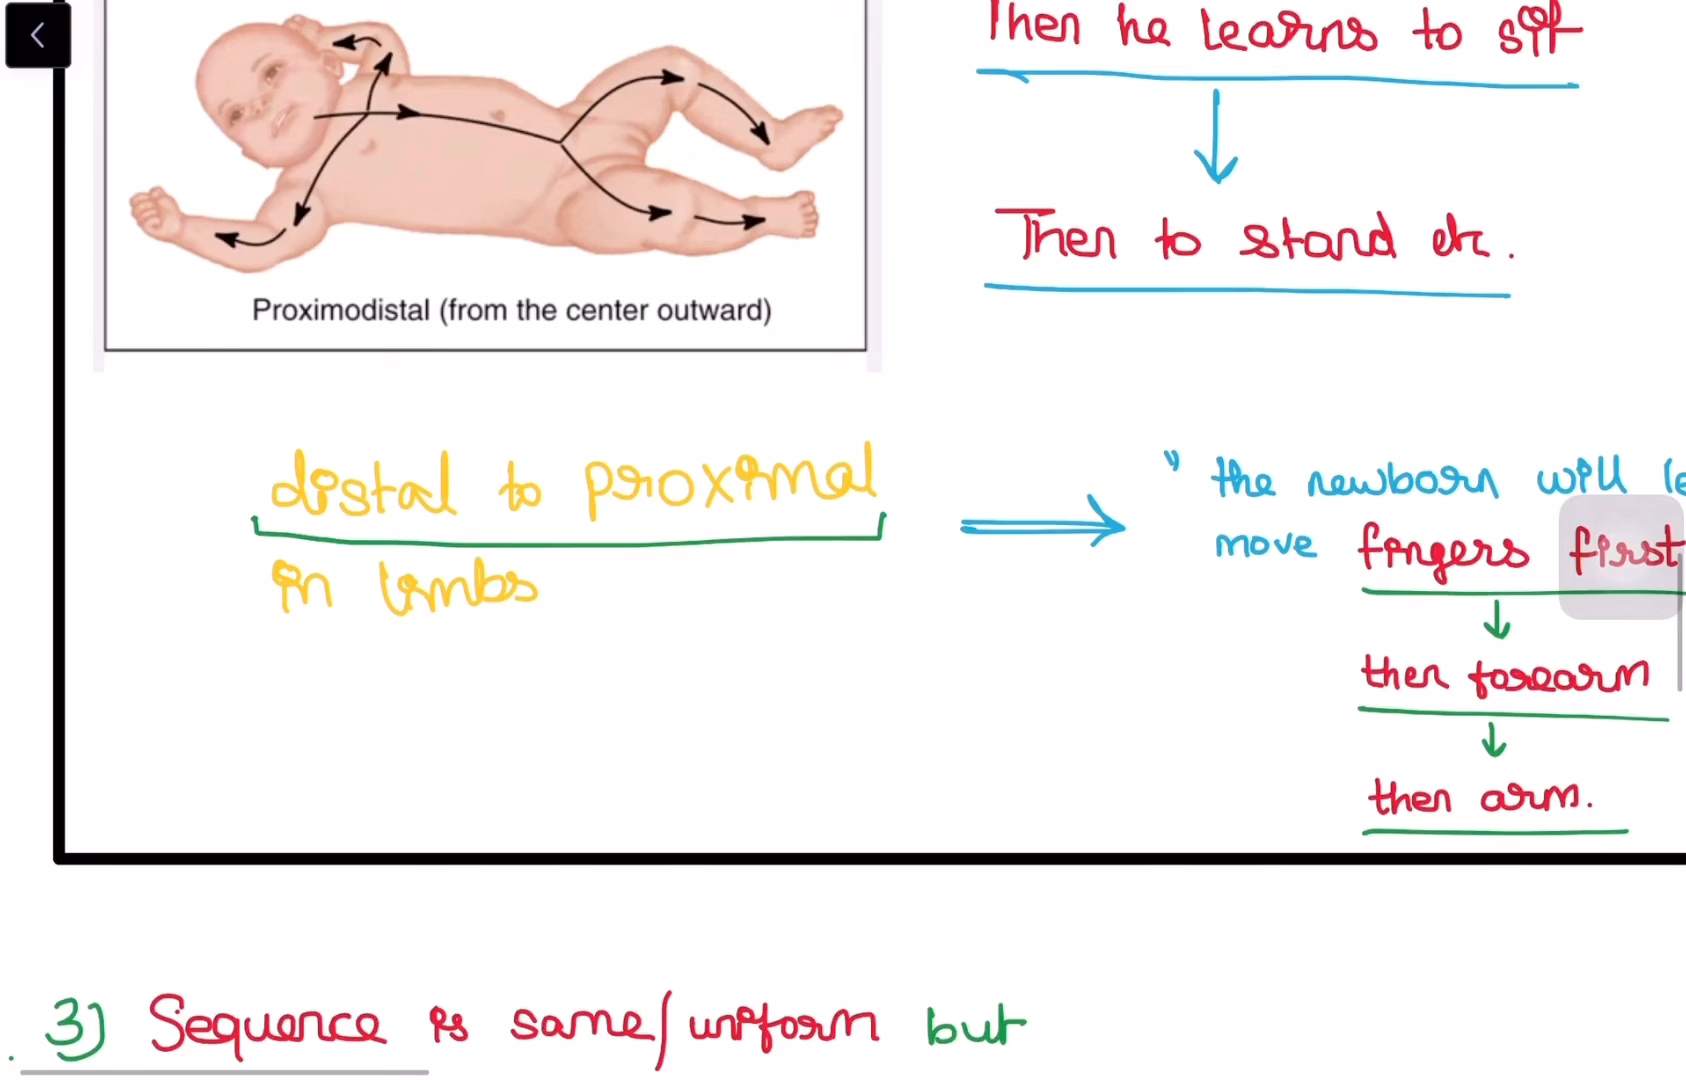 Then he learns to sit
Then to stand etc.
Proximodistal (from the center outward)
distal to proximal
in limbs
" the newborn will le
move fingers first
then forearm
then arm.
3) Sequence is same/uniform but